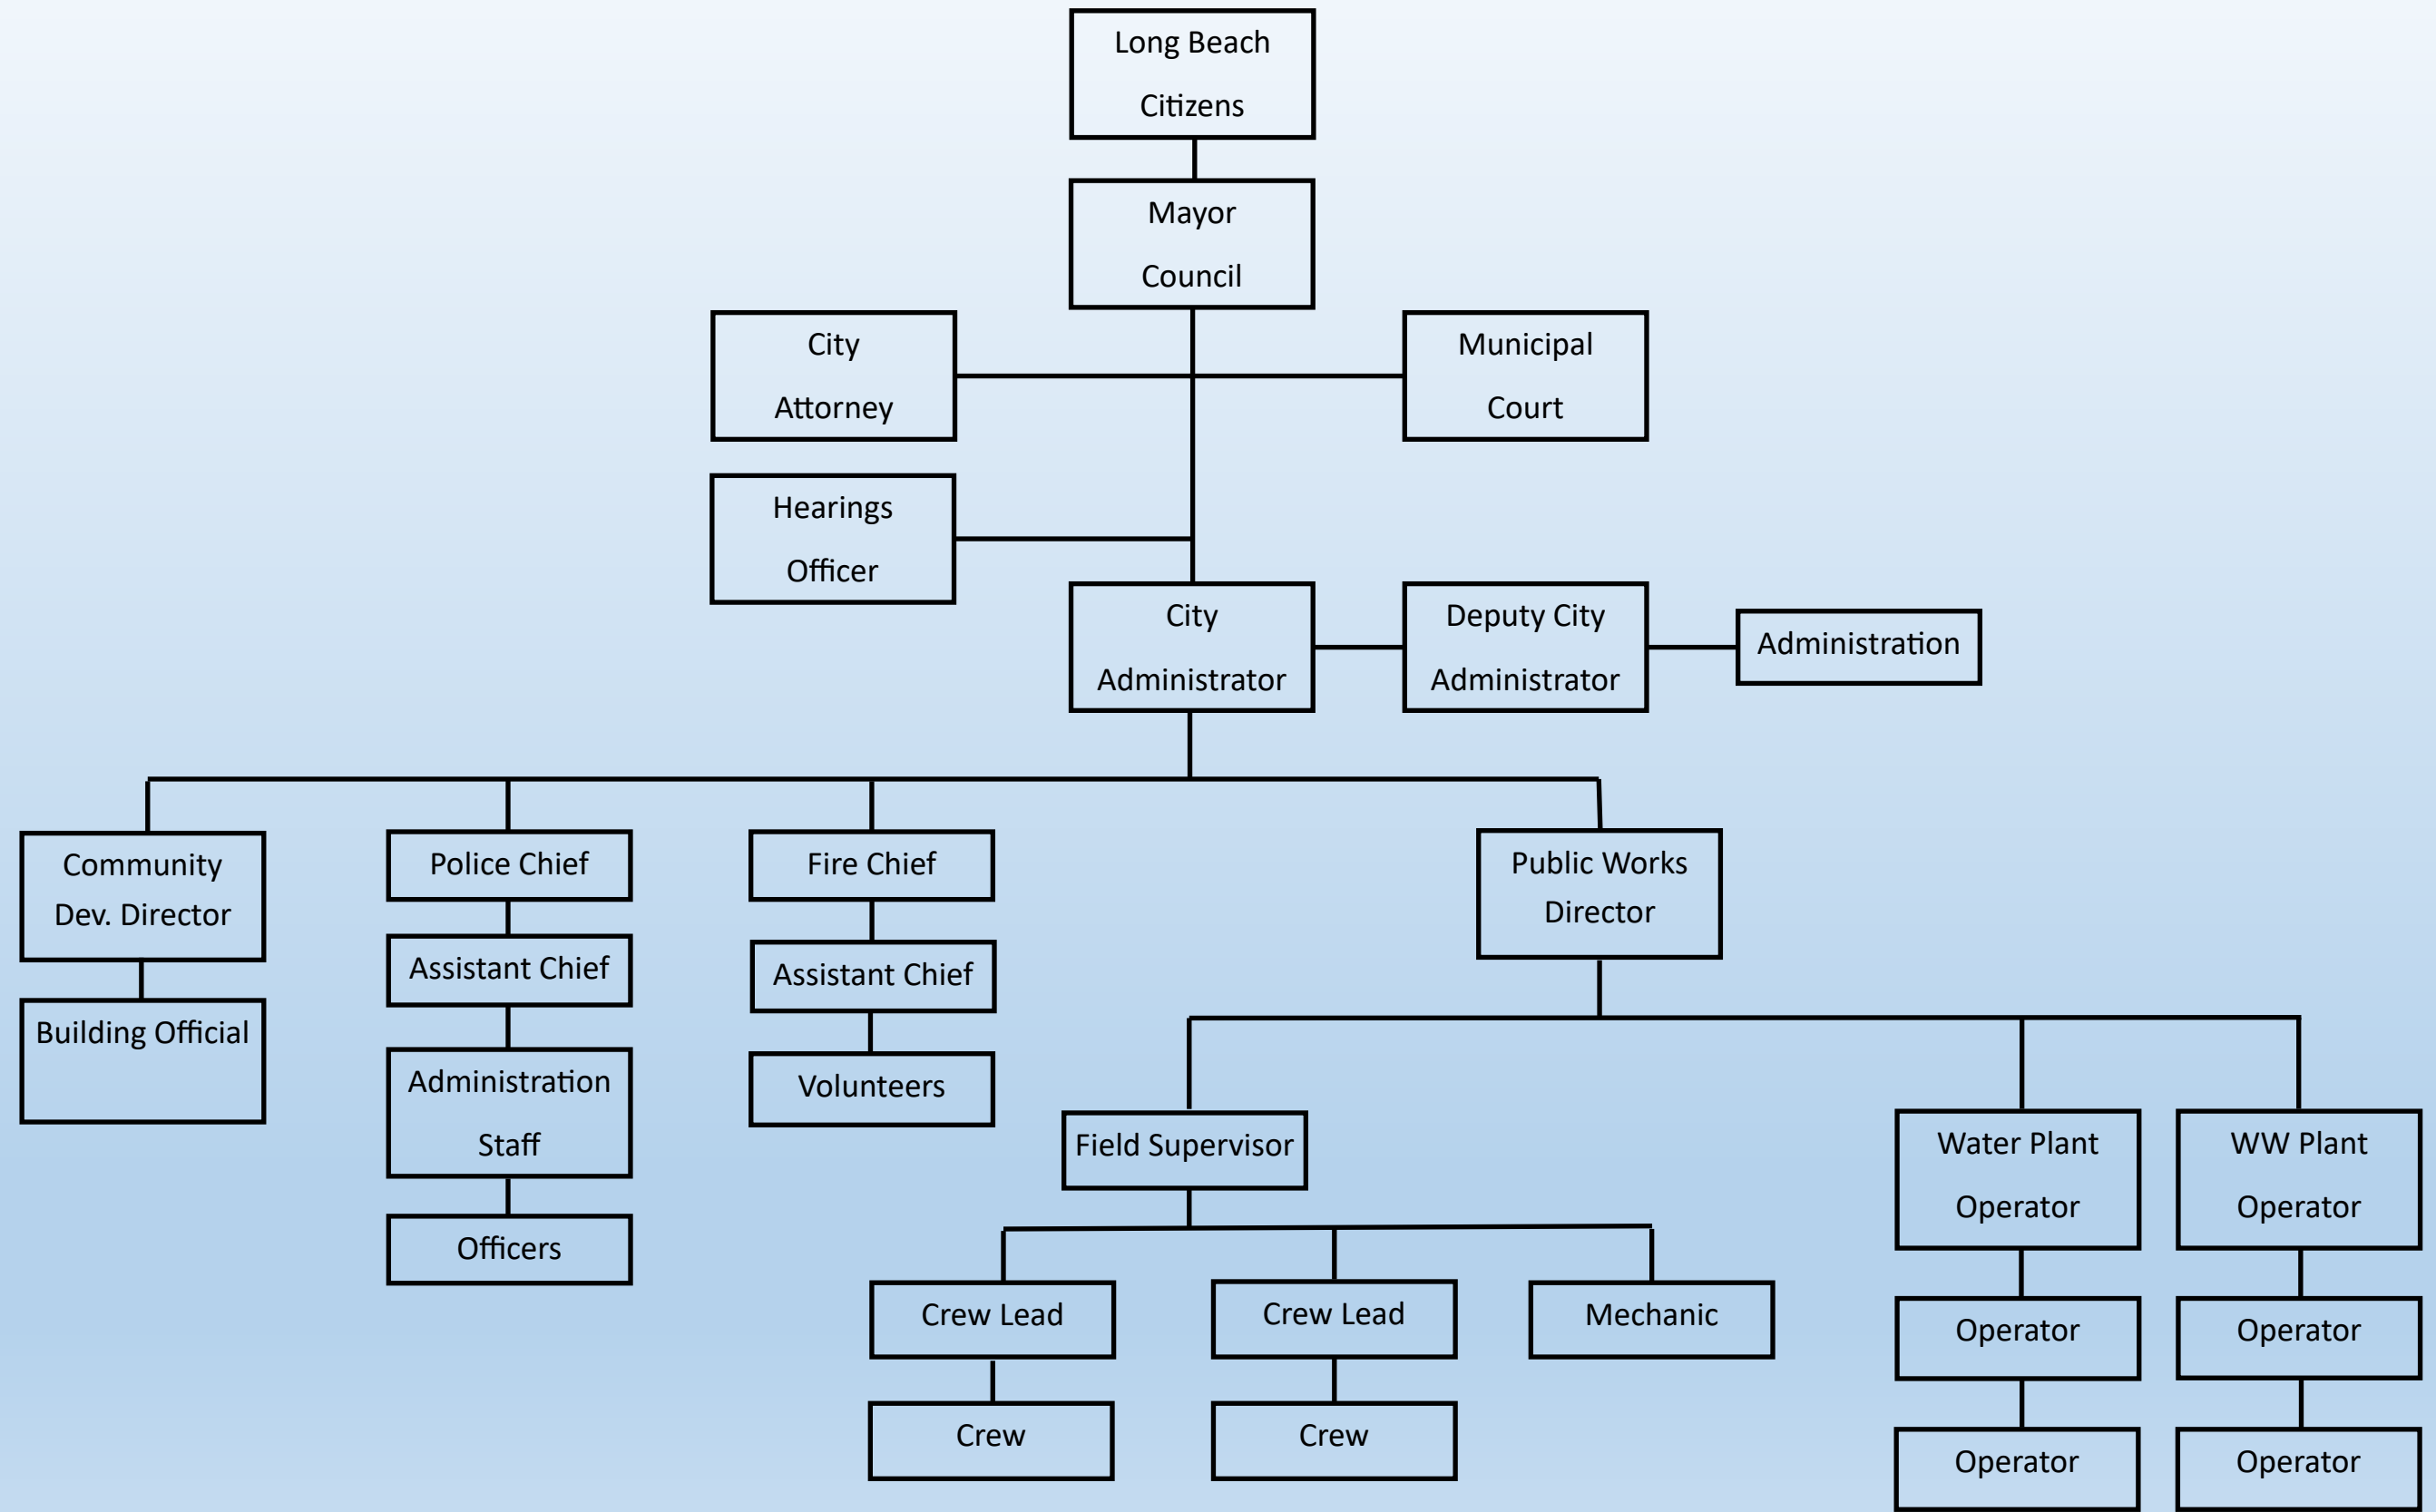 Long Beach
Citizens
Mayor
Council
City
Attorney
Municipal
Court
Hearings
Officer
City
Administrator
Deputy City
Administrator
Administration
Community
Dev. Director
Building Official
Police Chief
Assistant Chief
Administration
Staff
Officers
Fire Chief
Assistant Chief
Volunteers
Public Works
Director
Field Supervisor
Crew Lead
Crew
Crew Lead
Crew
Mechanic
Water Plant
Operator
Operator
Operator
WW Plant
Operator
Operator
Operator